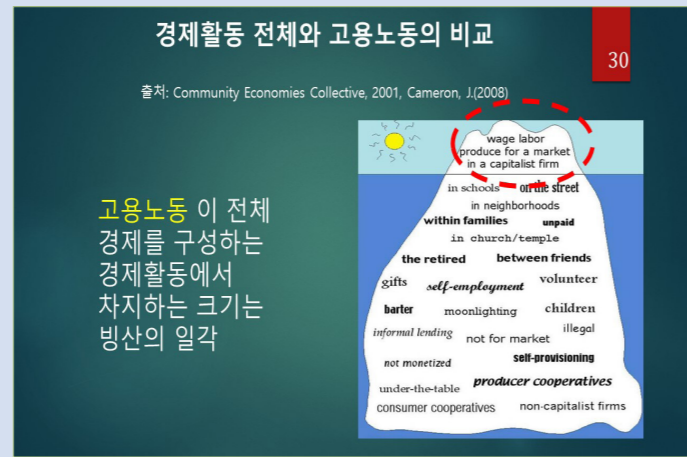 경제활동 전체와 고용노동의 비교
30
출처: Community Economies Collective, 2001, Cameron, J.(2008)
고용노동 이 전체
경제를 구성하는
경제활동에서
차지하는 크기는
빙산의 일각
wage labor
produce for a market
in a capitalist firm
in schools on the street
in neighborhoods
within families unpaid
in church/temple
the retired between friends
gifts self-employment volunteer
barter moonlighting children
informal lending not for market illegal
not monetized self-provisioning
under-the-table producer cooperatives
consumer cooperatives non-capitalist firms